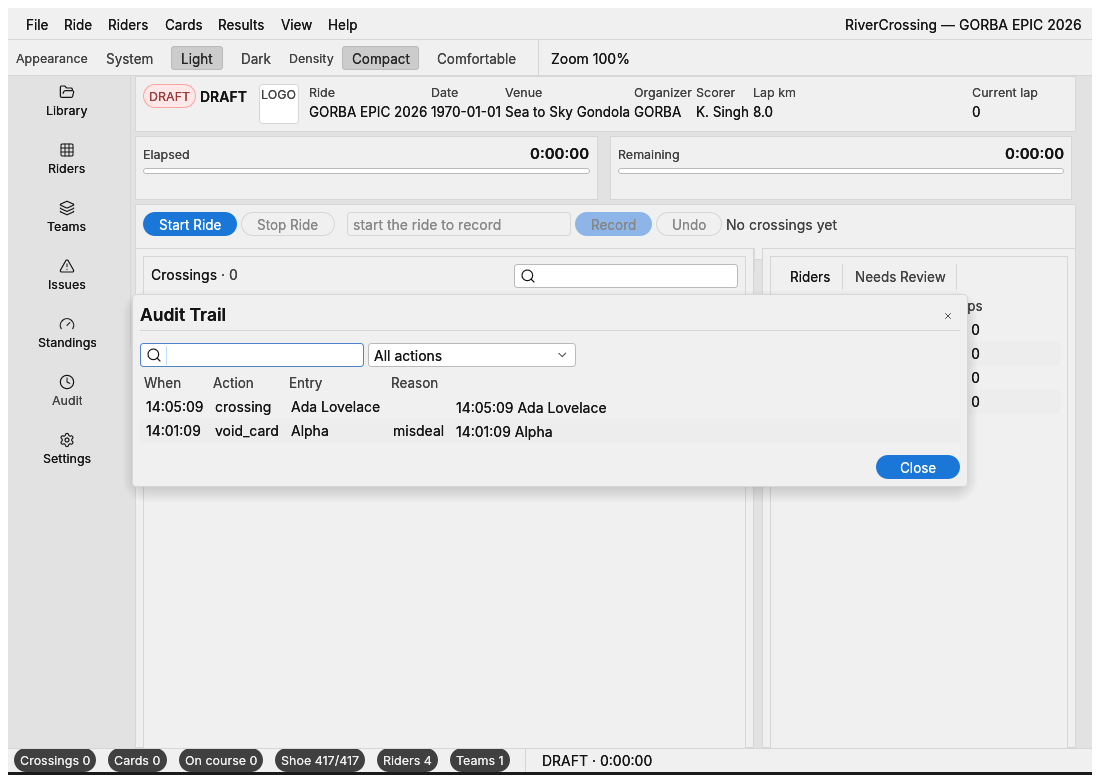 File Ride Riders Cards Results View Help RiverCrossing — GORBA EPIC 2026
Appearance System Light Dark Density Compact Comfortable Zoom 100%
Library
Riders
Teams
Issues
Standings
Audit
Settings
DRAFT DRAFT LOGO
Ride Date Venue Organizer Scorer Lap km Current lap
GORBA EPIC 2026 1970-01-01 Sea to Sky Gondola GORBA K. Singh 8.0 0
Elapsed 0:00:00 Remaining 0:00:00
Start Ride Stop Ride start the ride to record Record Undo No crossings yet
Crossings · 0
Riders Needs Review
ps
0
0
0
0
Audit Trail ×
All actions
When Action Entry Reason
14:05:09 crossing Ada Lovelace 14:05:09 Ada Lovelace
14:01:09 void_card Alpha misdeal 14:01:09 Alpha
Close
Crossings 0 Cards 0 On course 0 Shoe 417/417 Riders 4 Teams 1 DRAFT · 0:00:00